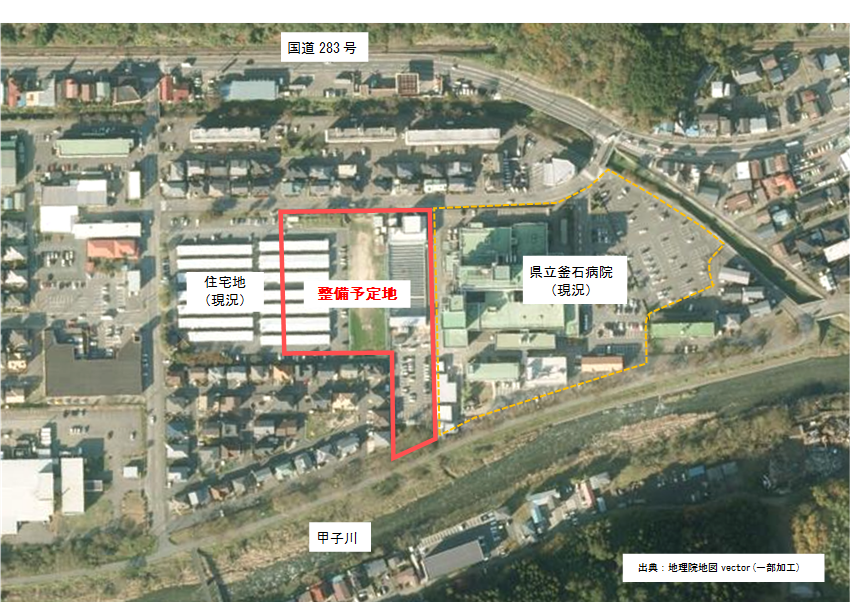 国道 283 号
住宅地
（現況）
整備予定地
県立釜石病院
（現況）
甲子川
出典：地理院地図 vector(一部加工)